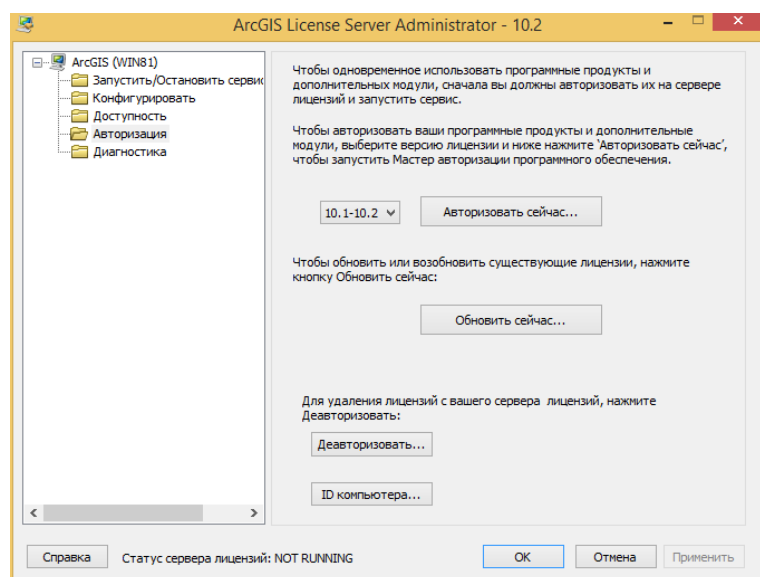 ArcGIS License Server Administrator - 10.2
ArcGIS (WIN81)
Запустить/Остановить сервис
Конфигурировать
Доступность
Авторизация
Диагностика
Чтобы одновременное использовать программные продукты и
дополнительных модули, сначала вы должны авторизовать их на сервере
лицензий и запустить сервис.
Чтобы авторизовать ваши программные продукты и дополнительные
модули, выберите версию лицензии и ниже нажмите 'Авторизовать сейчас',
чтобы запустить Мастер авторизации программного обеспечения.
10.1-10.2
Авторизовать сейчас...
Чтобы обновить или возобновить существующие лицензии, нажмите
кнопку Обновить сейчас:
Обновить сейчас...
Для удаления лицензий с вашего сервера лицензий, нажмите
Деавторизовать:
Деавторизовать...
ID компьютера...
Справка
Статус сервера лицензий: NOT RUNNING
OK
Отмена
Применить